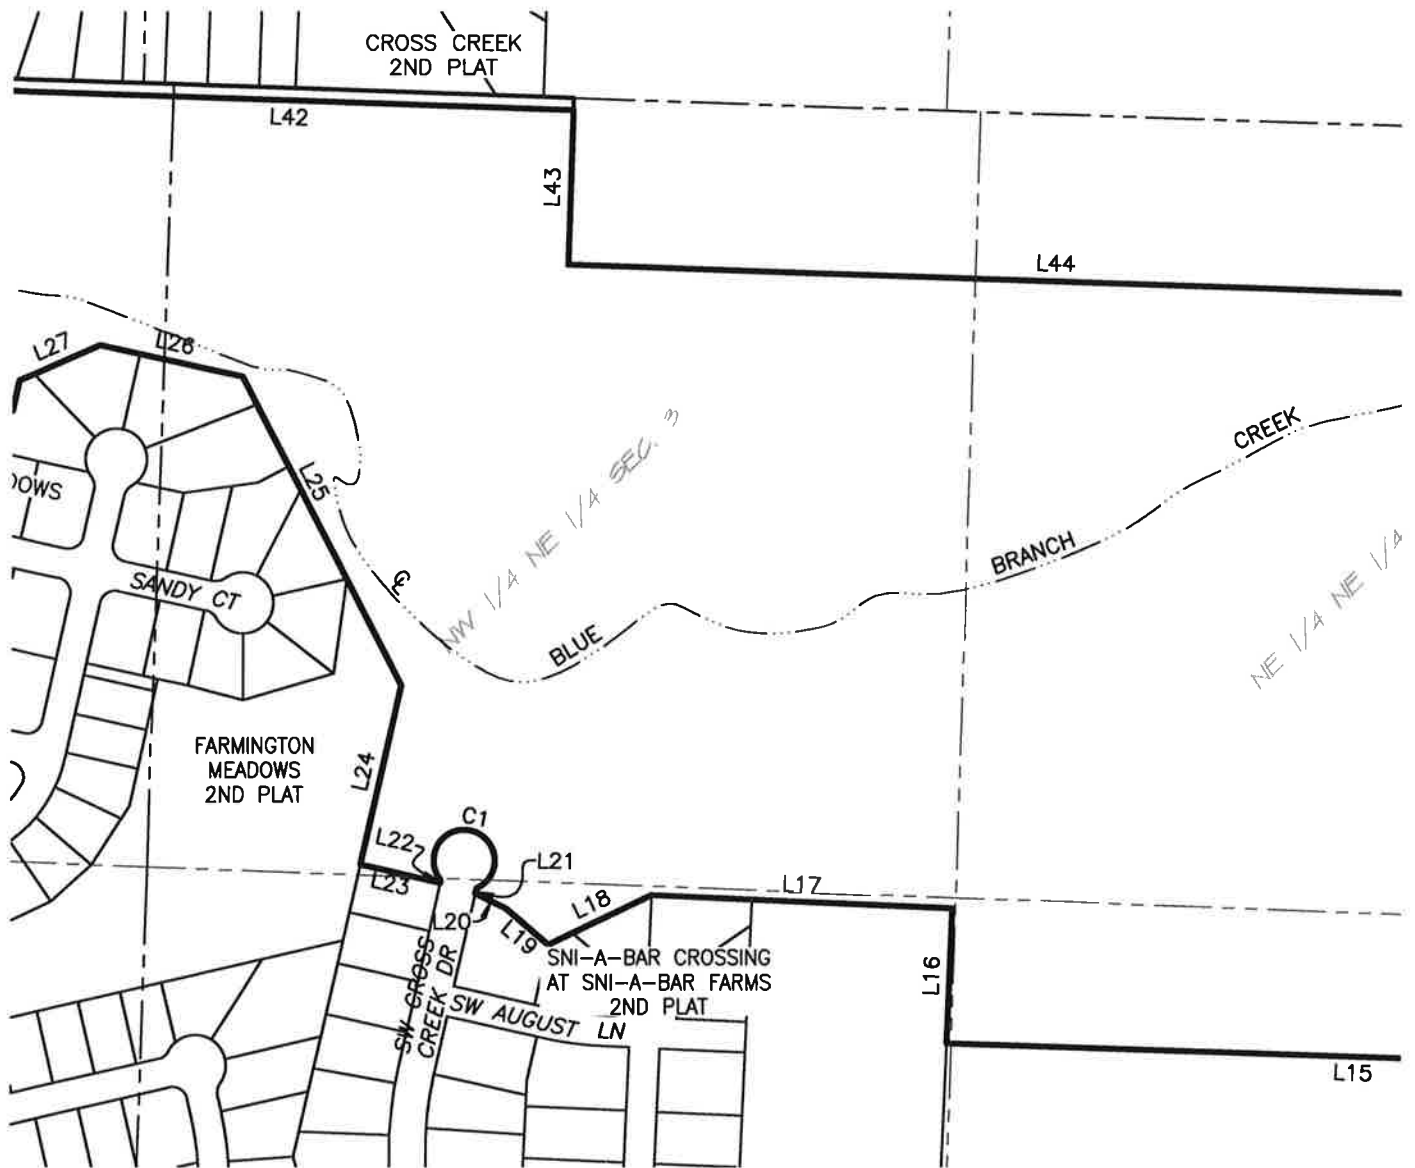 CROSS CREEK
2ND PLAT
L42
L43
L44
L27
L26
L25
NW 1/4 NE 1/4 SEC. 3
CREEK
BRANCH
BLUE
NE 1/4 NE 1/4
SANDY CT
FARMINGTON
MEADOWS
2ND PLAT
L24
C1
L22
L21
L23
L17
L18
L20
L19
SNI-A-BAR CROSSING
AT SNI-A-BAR FARMS
2ND PLAT
L16
SW CROSS
CREEK DR
SW AUGUST LN
L15